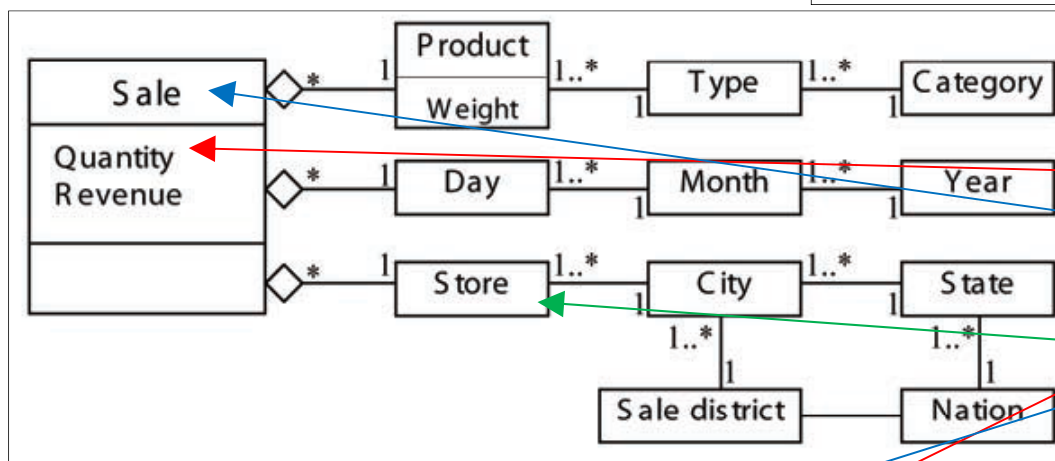 Product
Weight
Sale
Quantity
Revenue
* 1 1..* 1 Type 1..* 1 Category
* 1 Day 1..* 1 Month 1..* 1 Year
* 1 Store 1..* 1 City 1..* 1 State
1..* 1 1..* 1
Sale district
Nation